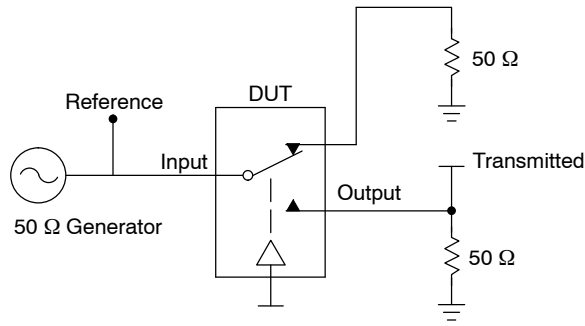 50 Ω
DUT
Reference
Input
Transmitted
Output
50 Ω Generator
50 Ω